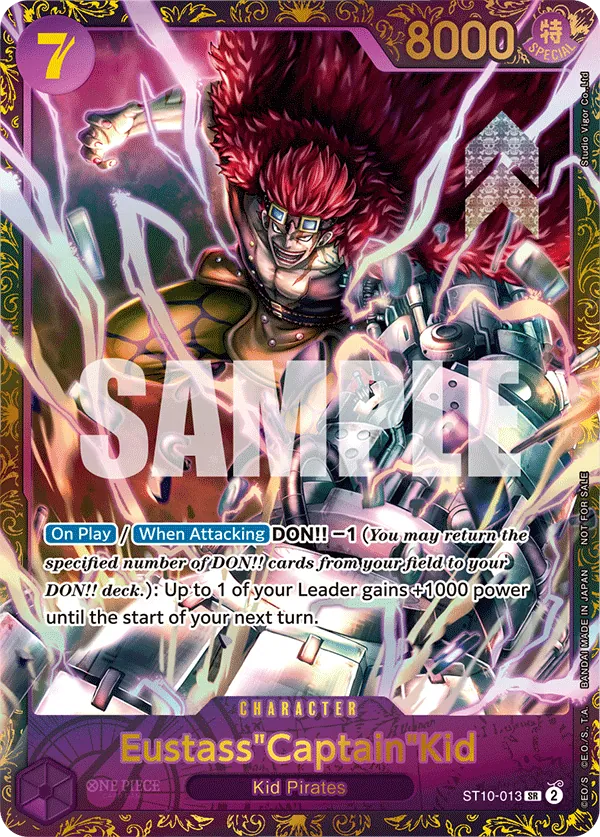 7
8000
特
SPECIAL
Studio Vigor Co.,Ltd
SAMPLE
On Play / When Attacking DON!! −1 (You may return the
specified number of DON!! cards from your field to your
DON!! deck.): Up to 1 of your Leader gains +1000 power
until the start of your next turn.
CHARACTER
Eustass"Captain"Kid
Kid Pirates
ONE PIECE
ST10-013 SR 2
©E.O/S ©E.O./S., T.A. BANDAI MADE IN JAPAN NOT FOR SALE